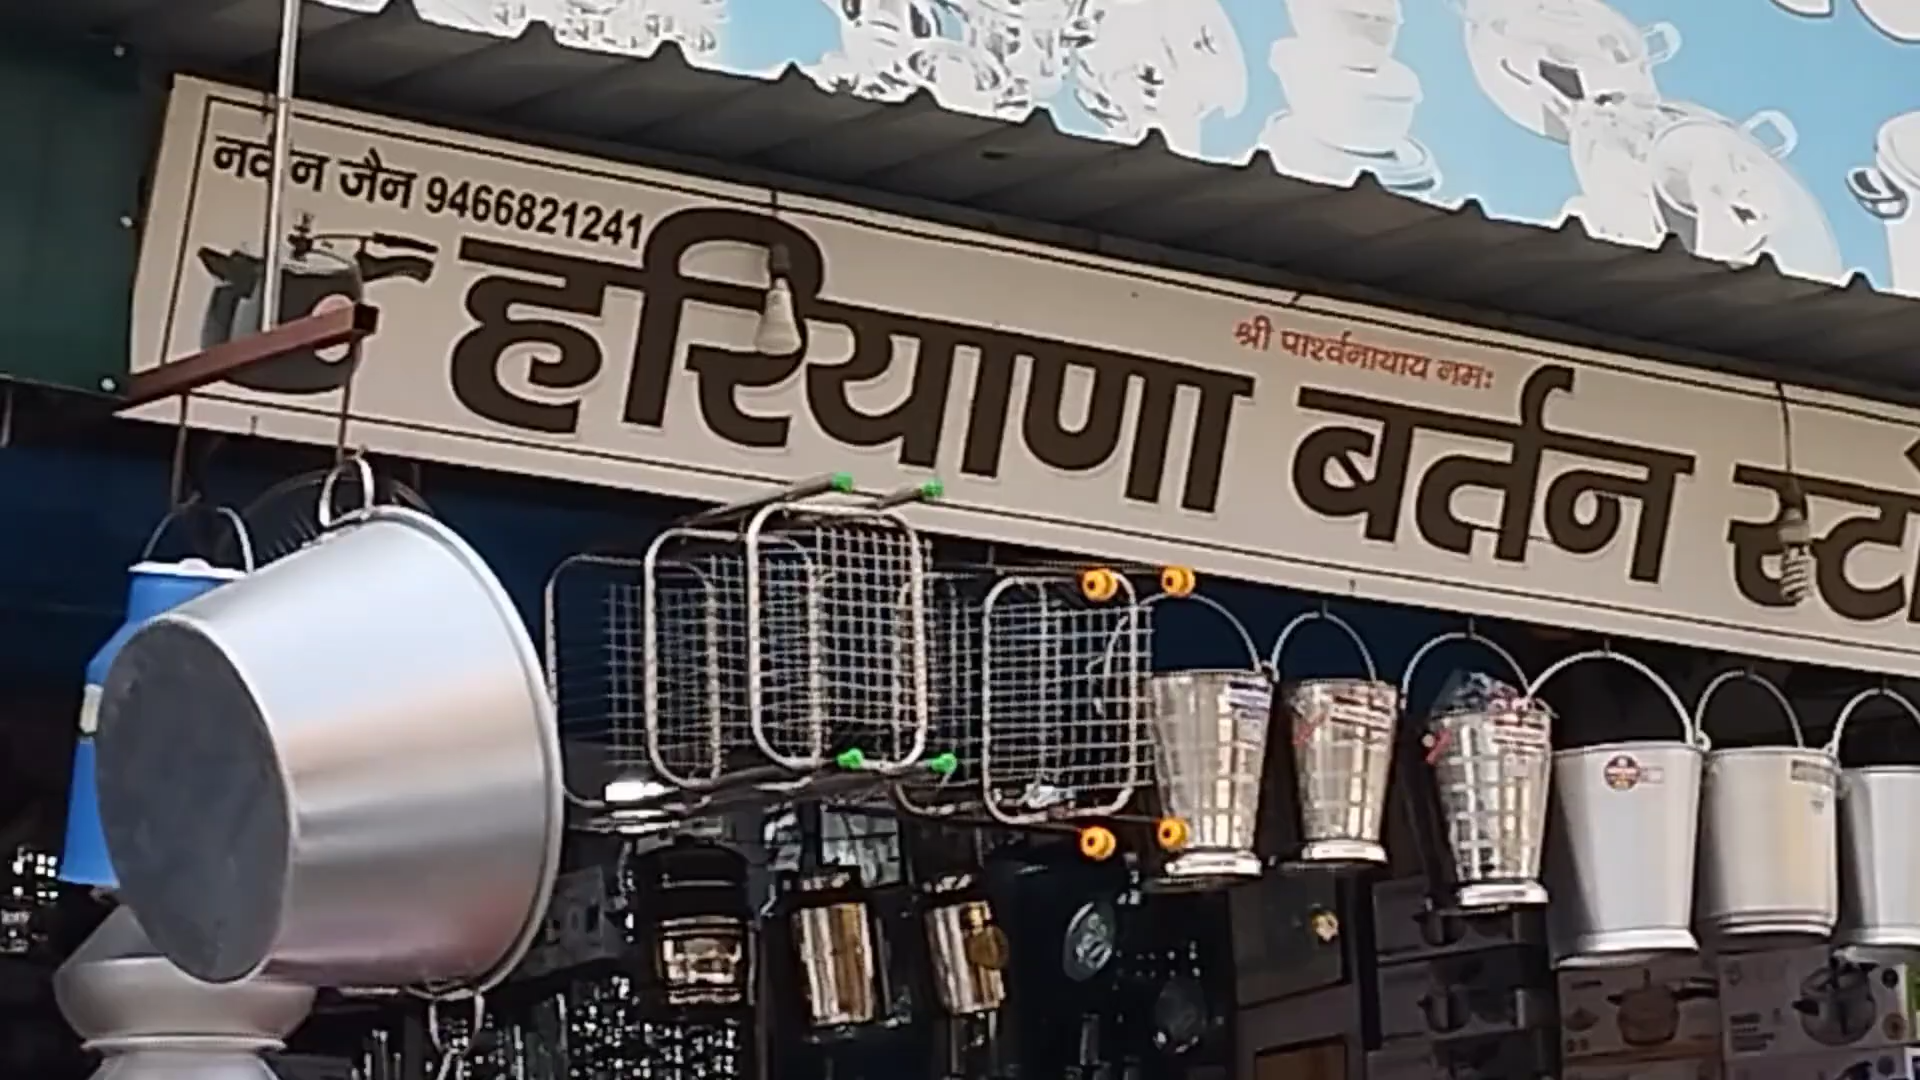 नवीन जैन 9466821241
श्री पार्श्वनाथाय नमः
हरियाणा बर्तन